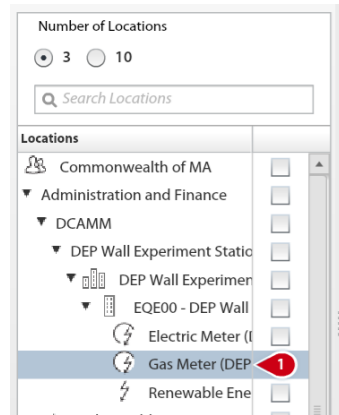 Number of Locations
3 10
Search Locations
Locations
Commonwealth of MA
Administration and Finance
DCAMM
DEP Wall Experiment Statio
DEP Wall Experimen
EQE00 - DEP Wall
Electric Meter (
Gas Meter (DEP 1
Renewable Ene